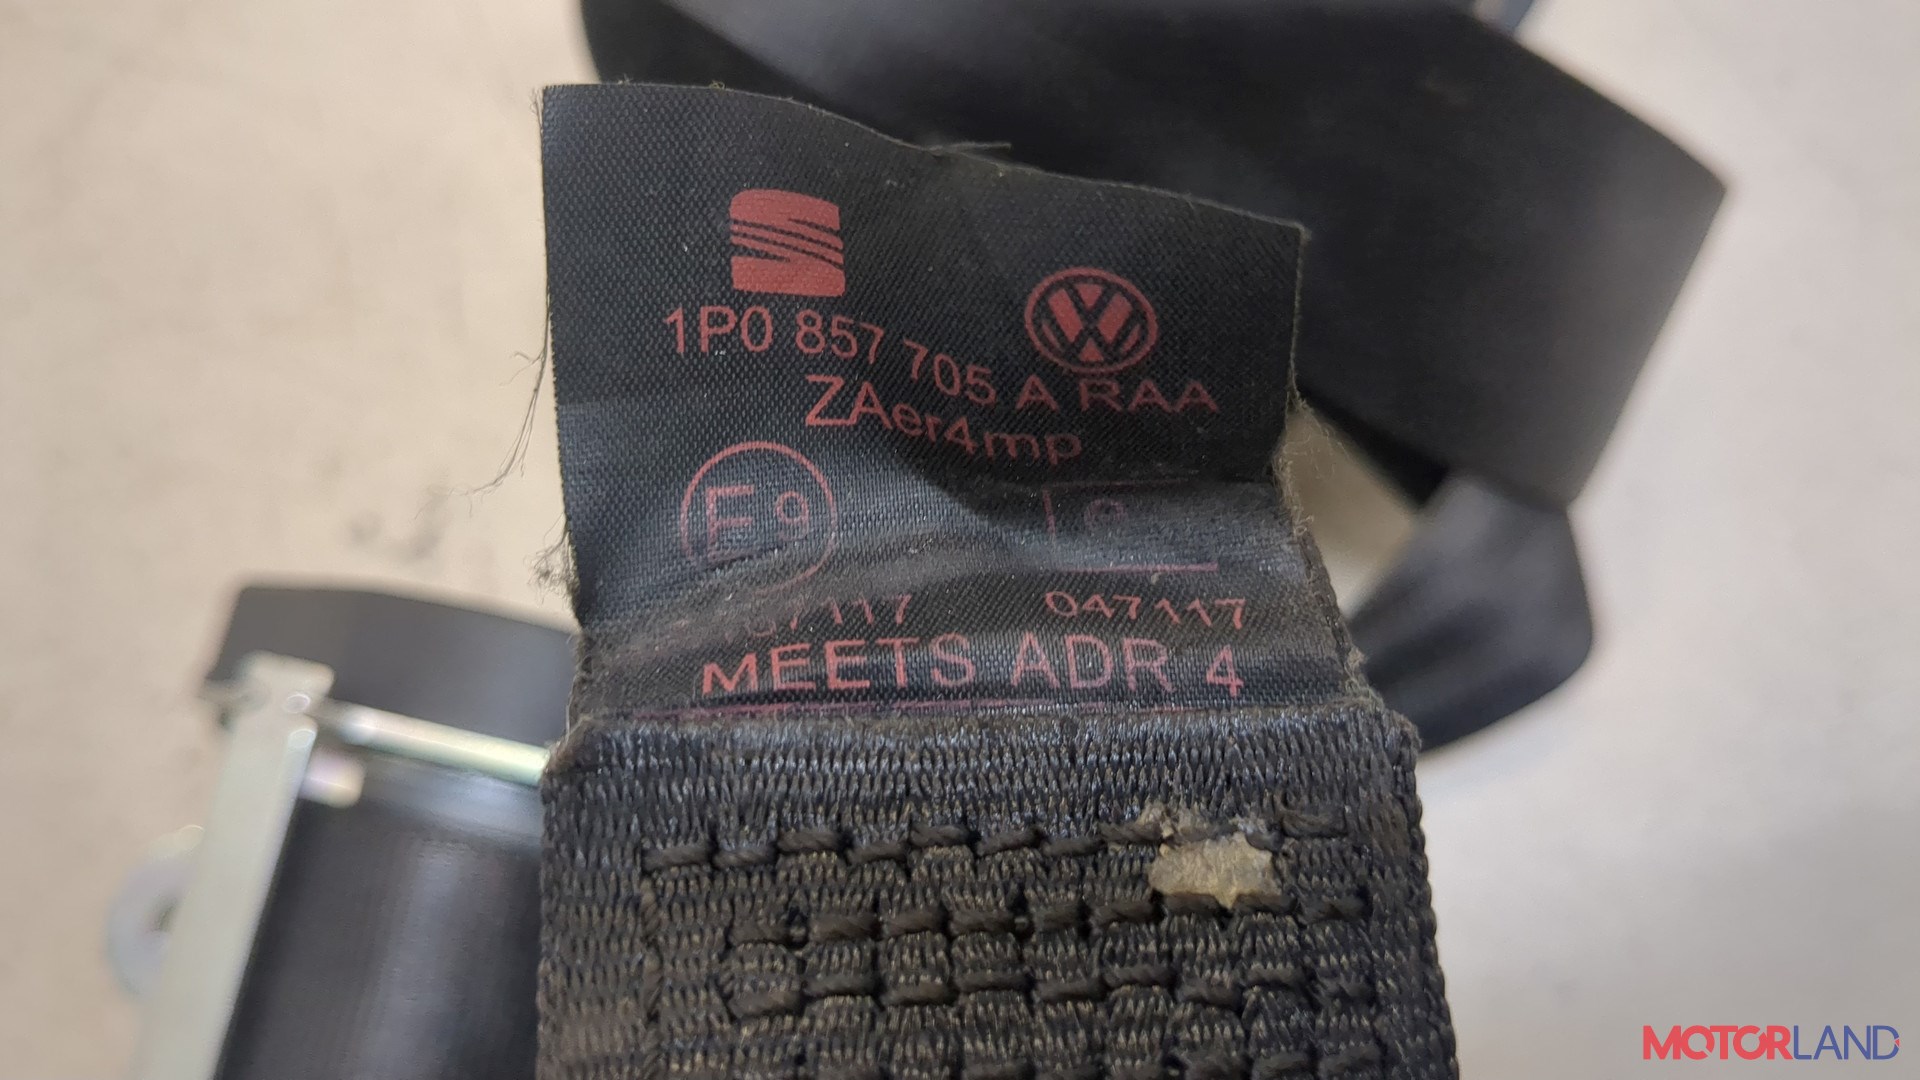 1P0 857 705 A RAA
ZAer4mp
E9 e
047117
MEETS ADR 4
MOTORLAND